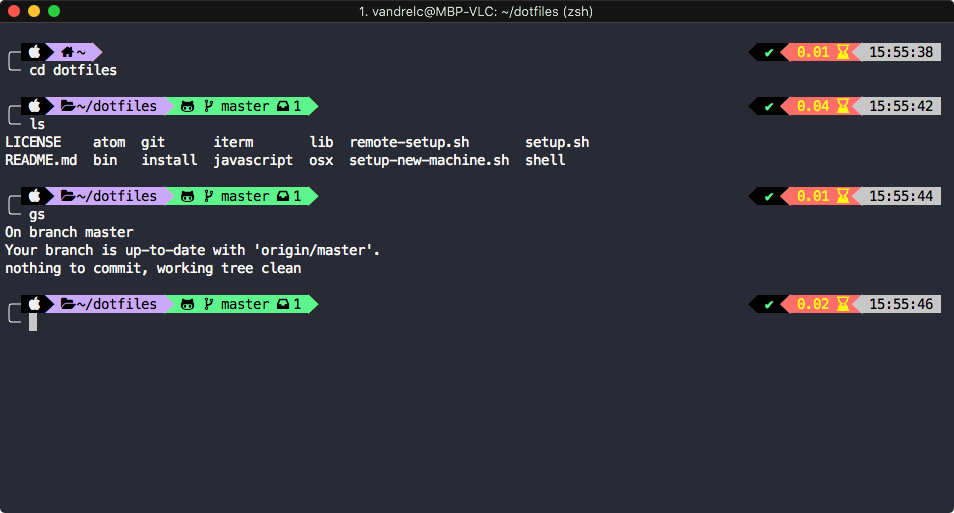 1. vandrelc@MBP-VLC: ~/dotfiles (zsh)
~ ✔ 0.01 15:55:38
cd dotfiles
~/dotfiles master 1 ✔ 0.04 15:55:42
ls
LICENSE atom git iterm lib remote-setup.sh setup.sh
README.md bin install javascript osx setup-new-machine.sh shell
~/dotfiles master 1 ✔ 0.01 15:55:44
gs
On branch master
Your branch is up-to-date with 'origin/master'.
nothing to commit, working tree clean
~/dotfiles master 1 ✔ 0.02 15:55:46